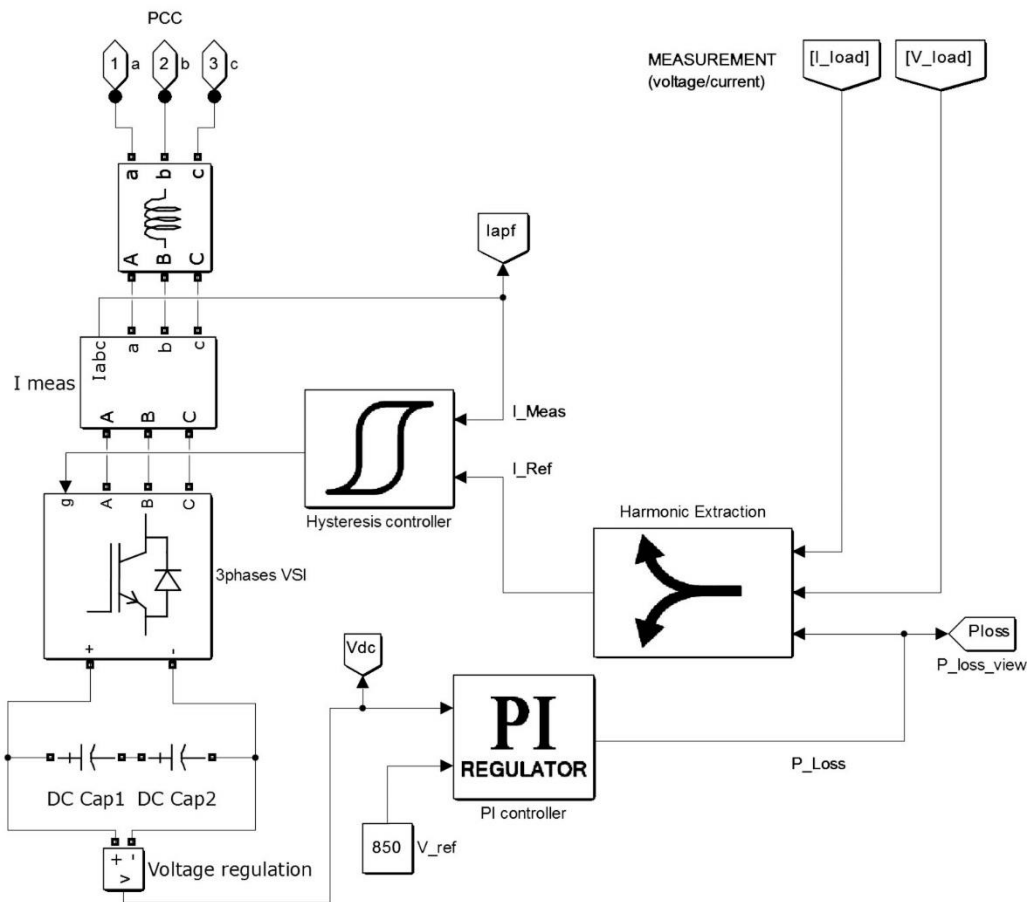 PCC
1 a 2 b 3 c
MEASUREMENT
(voltage/current)
[I_load]
[V_load]
a b c
A B C
Iapf
Iabc a b c
I meas
A B C
I_Meas
I_Ref
Hysteresis controller
Harmonic Extraction
g A B C
3phases VSI
+ -
Ploss
P_loss_view
Vdc
PI
REGULATOR
PI controller
P_Loss
DC Cap1 DC Cap2
850 V_ref
+ -
v
Voltage regulation